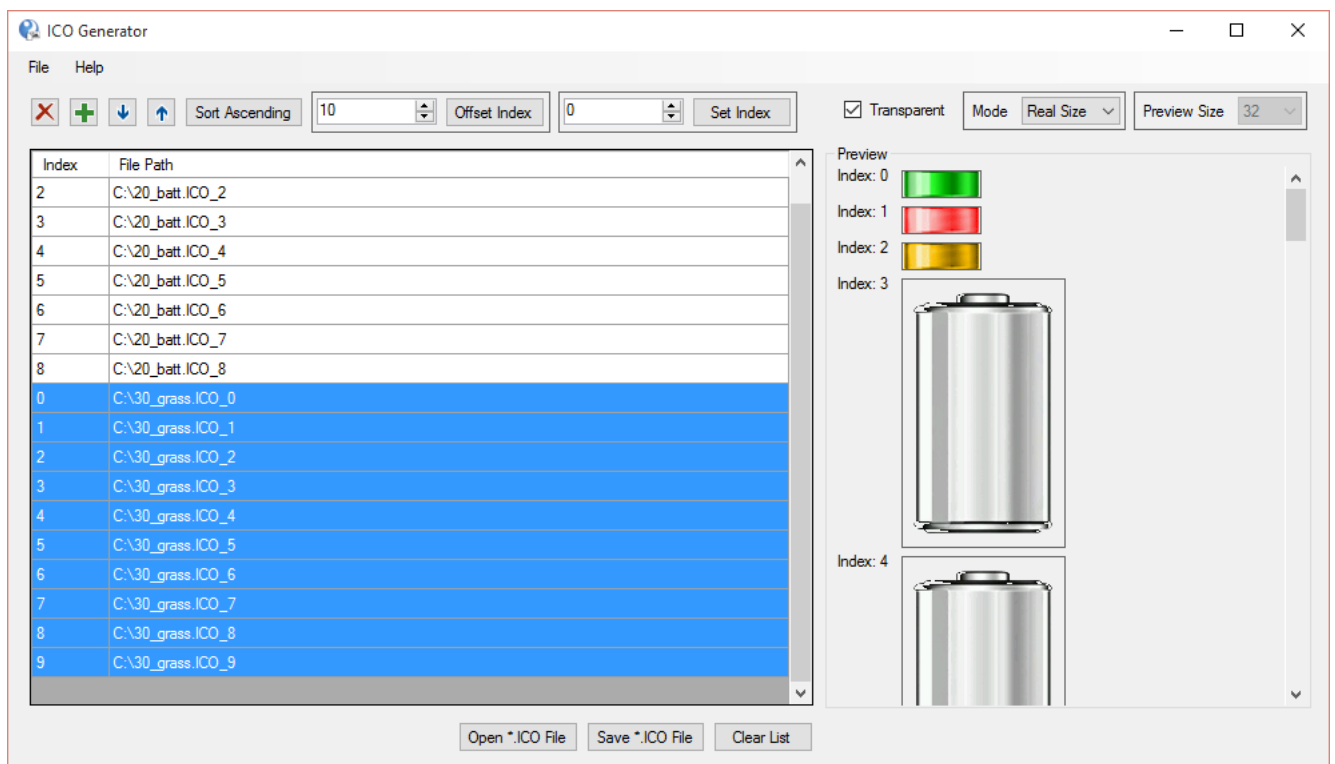 ICO Generator
File Help
Sort Ascending 10 Offset Index 0 Set Index Transparent Mode Real Size Preview Size 32
Index File Path
2 C:\20_batt.ICO_2
3 C:\20_batt.ICO_3
4 C:\20_batt.ICO_4
5 C:\20_batt.ICO_5
6 C:\20_batt.ICO_6
7 C:\20_batt.ICO_7
8 C:\20_batt.ICO_8
0 C:\30_grass.ICO_0
1 C:\30_grass.ICO_1
2 C:\30_grass.ICO_2
3 C:\30_grass.ICO_3
4 C:\30_grass.ICO_4
5 C:\30_grass.ICO_5
6 C:\30_grass.ICO_6
7 C:\30_grass.ICO_7
8 C:\30_grass.ICO_8
9 C:\30_grass.ICO_9
Preview
Index: 0
Index: 1
Index: 2
Index: 3
Index: 4
Open *.ICO File Save *.ICO File Clear List